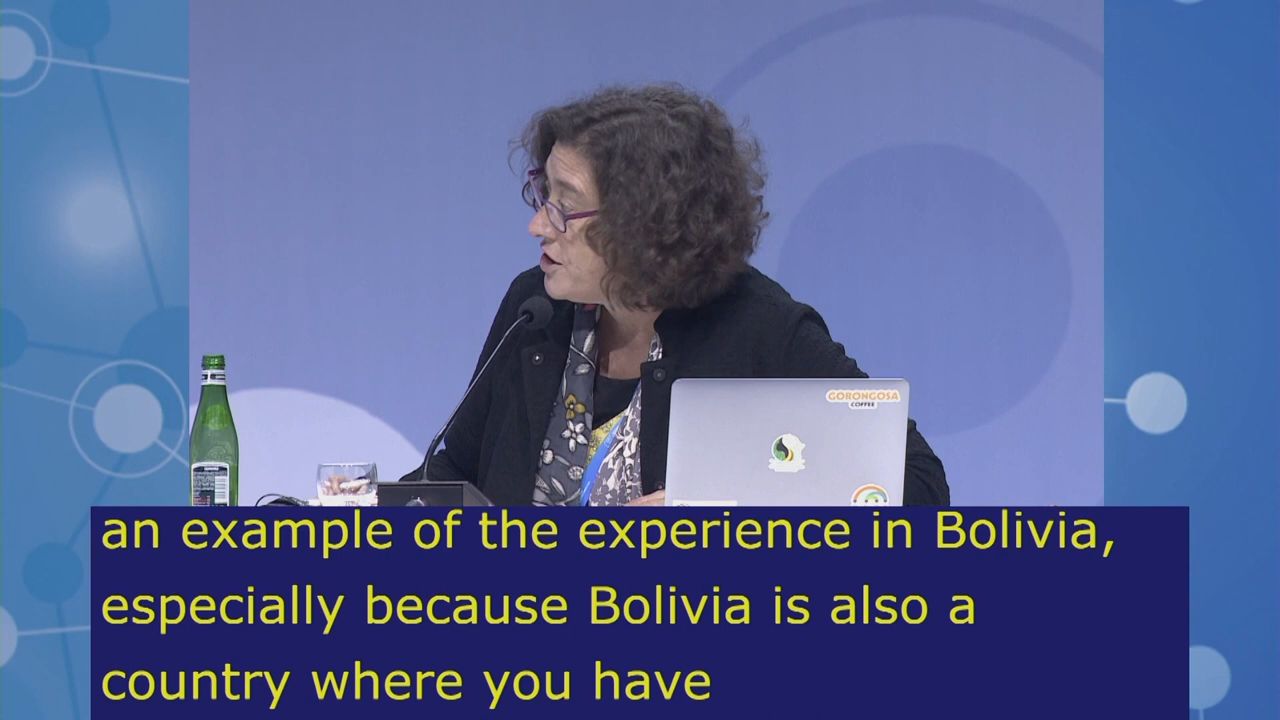 GORONGOSA
COFFEE
an example of the experience in Bolivia,
especially because Bolivia is also a
country where you have